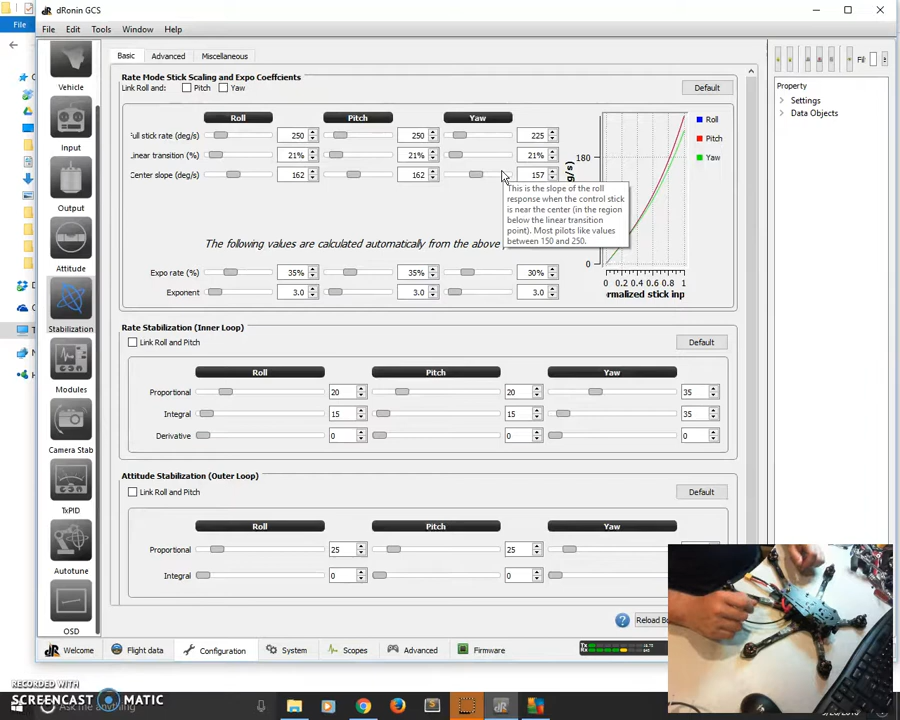 File
dRonin GCS
File Edit Tools Window Help
Vehicle
Input
Output
Attitude
Stabilization
Modules
Camera Stab
TxPID
Autotune
OSD
Basic Advanced Miscellaneous
Rate Mode Stick Scaling and Expo Coeffcients
Link Roll and: Pitch Yaw Default
Roll Pitch Yaw
Full stick rate (deg/s) 250 250 225
Linear transition (%) 21% 21% 21%
Center slope (deg/s) 162 162 157
This is the slope of the roll
response when the control stick
is near the center (in the region
below the linear transition
point). Most pilots like values
between 150 and 250.
The following values are calculated automatically from the above
Expo rate (%) 35% 35% 30%
Exponent 3.0 3.0 3.0
Roll
Pitch
Yaw
180
0
0 0.2 0.4 0.6 0.8 1
rmalized stick inp
Rate Stabilization (Inner Loop)
Link Roll and Pitch Default
Roll Pitch Yaw
Proportional 20 20 35
Integral 15 15 35
Derivative 0 0 0
Attitude Stabilization (Outer Loop)
Link Roll and Pitch Default
Roll Pitch Yaw
Proportional 25 25
Integral 0 0
Reload Bo
Fil
Property
Settings
Data Objects
Welcome Flight data Configuration System Scopes Advanced Firmware
Tx
Rx
RECORDED WITH
SCREENCAST MATIC
me anything